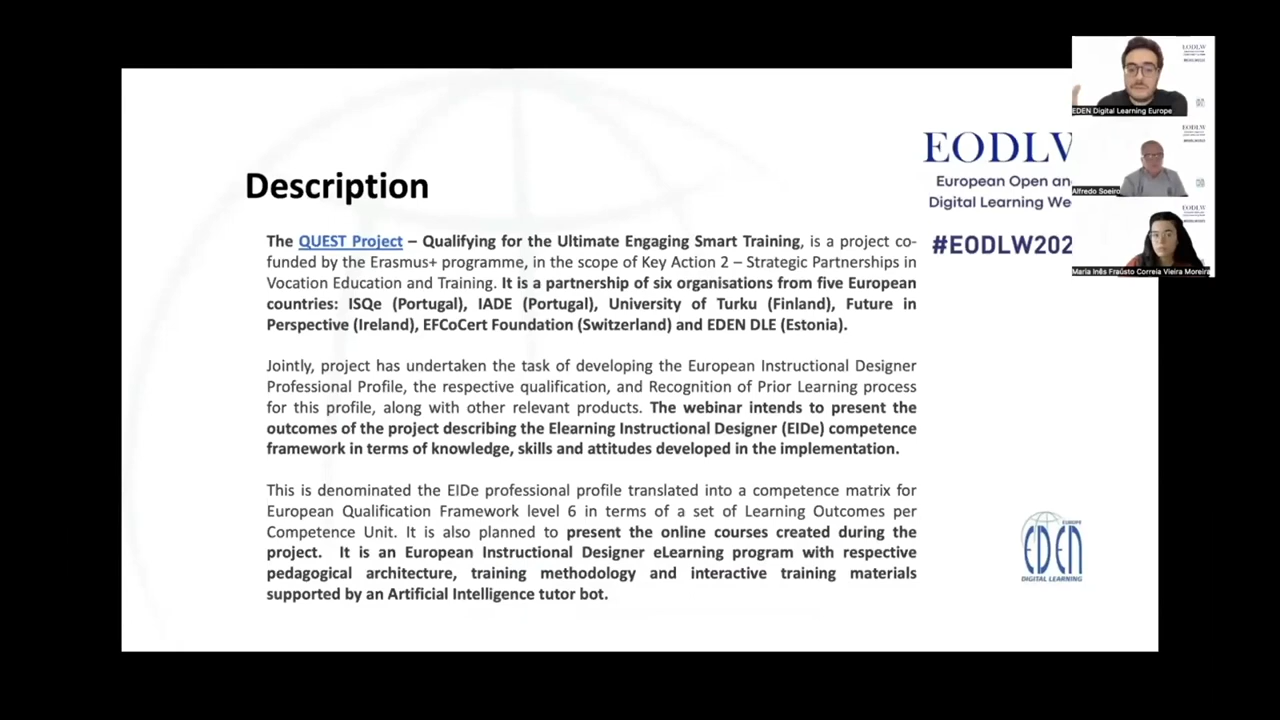 Description
The QUEST Project – Qualifying for the Ultimate Engaging Smart Training, is a project co-
funded by the Erasmus+ programme, in the scope of Key Action 2 – Strategic Partnerships in
Vocation Education and Training. It is a partnership of six organisations from five European
countries: ISQe (Portugal), IADE (Portugal), University of Turku (Finland), Future in
Perspective (Ireland), EFCoCert Foundation (Switzerland) and EDEN DLE (Estonia).
Jointly, project has undertaken the task of developing the European Instructional Designer
Professional Profile, the respective qualification, and Recognition of Prior Learning process
for this profile, along with other relevant products. The webinar intends to present the
outcomes of the project describing the Elearning Instructional Designer (EIDe) competence
framework in terms of knowledge, skills and attitudes developed in the implementation.
This is denominated the EIDe professional profile translated into a competence matrix for
European Qualification Framework level 6 in terms of a set of Learning Outcomes per
Competence Unit. It is also planned to present the online courses created during the
project. It is an European Instructional Designer eLearning program with respective
pedagogical architecture, training methodology and interactive training materials
supported by an Artificial Intelligence tutor bot.
EODLW
European Open an
Digital Learning We
#EODLW202
EDEN Digital Learning Europe
Alfredo Soeiro
Maria Inês Fraústo Correia Vieira Moreira
EODLW
EODLW
EODLW
EUROPE
EDEN
DIGITAL LEARNING